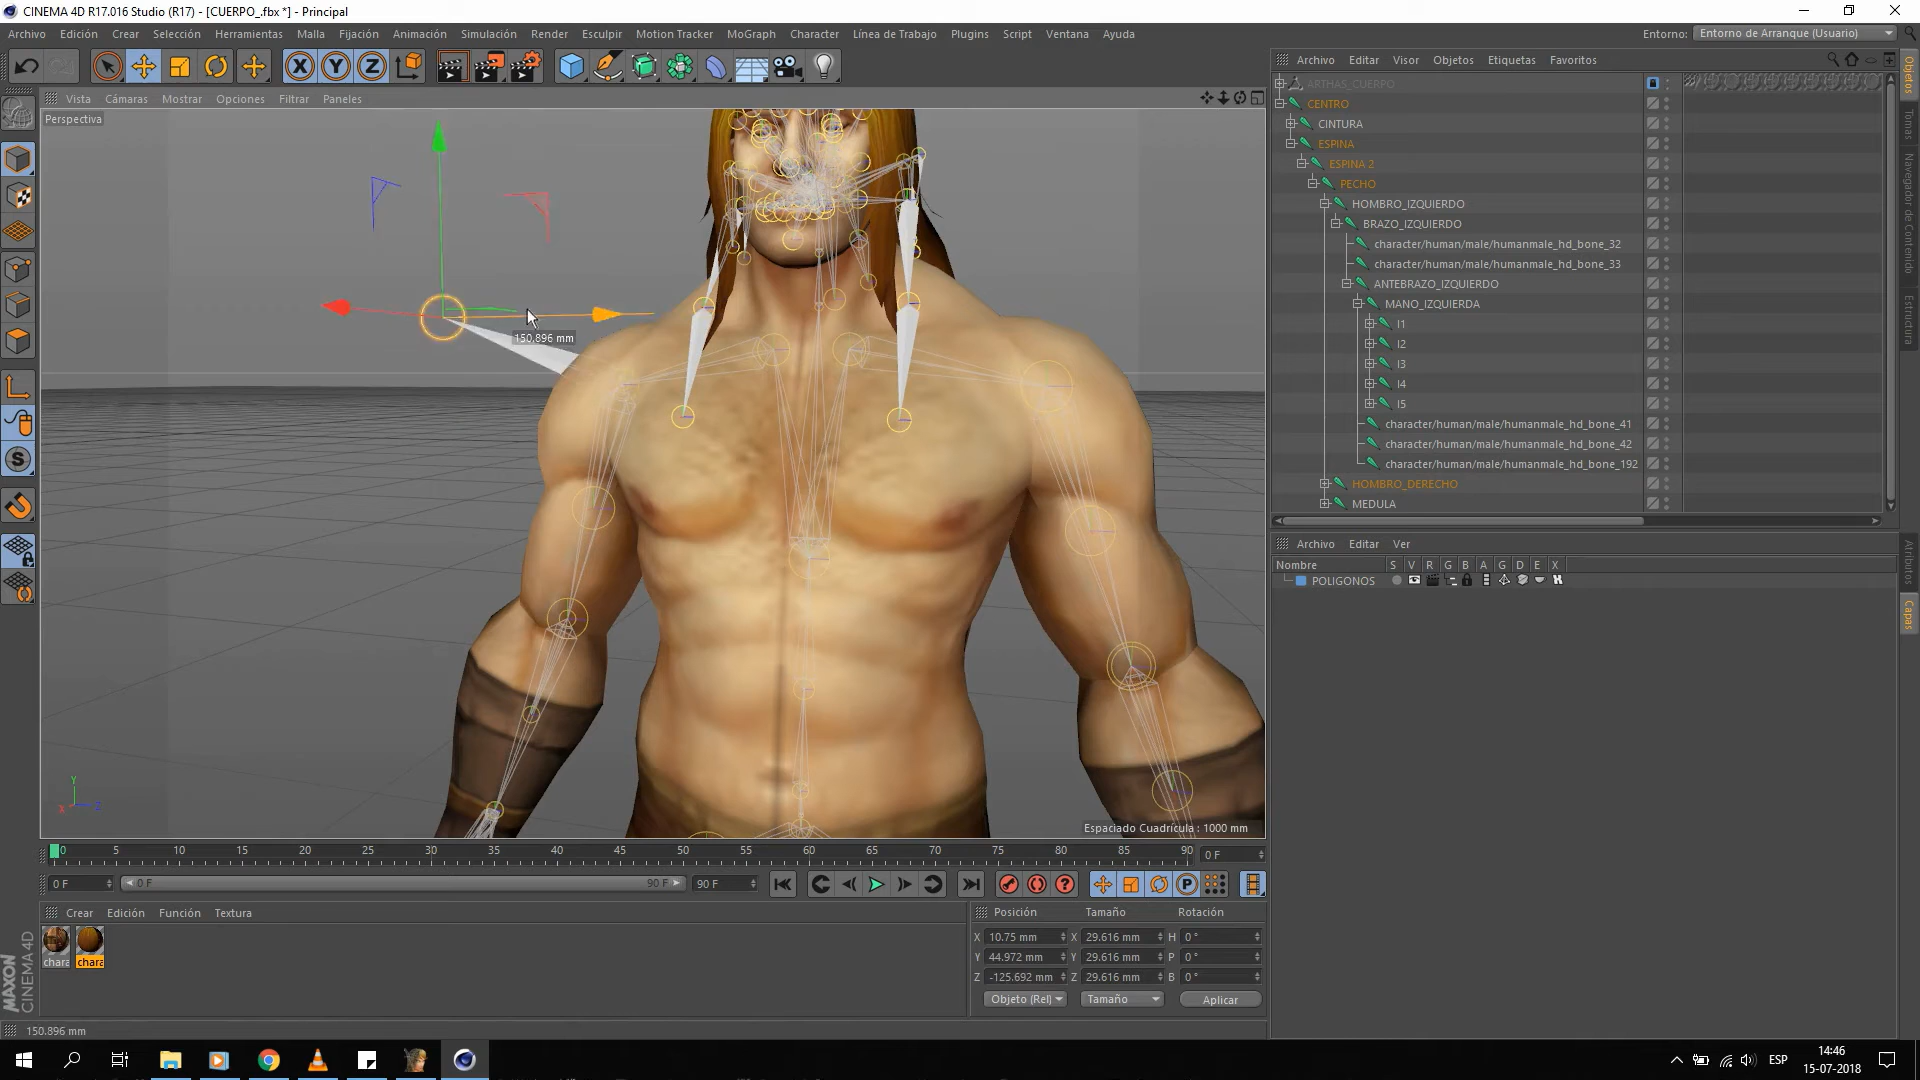 CINEMA 4D R17.016 Studio (R17) - [CUERPO_.fbx *] - Principal
Archivo Edición Crear Selección Herramientas Malla Fijación Animación Simulación Render Esculpir Motion Tracker MoGraph Character Línea de Trabajo Plugins Script Ventana Ayuda
Entorno: Entorno de Arranque (Usuario)
Vista Cámaras Mostrar Opciones Filtrar Paneles
Perspectiva
150.896 mm
Y
X
Z
Espaciado Cuadrícula : 1000 mm
Archivo Editar Visor Objetos Etiquetas Favoritos
ARTHAS_CUERPO
CENTRO
CINTURA
ESPINA
ESPINA 2
PECHO
HOMBRO_IZQUIERDO
BRAZO_IZQUIERDO
character/human/male/humanmale_hd_bone_32
character/human/male/humanmale_hd_bone_33
ANTEBRAZO_IZQUIERDO
MANO_IZQUIERDA
I1
I2
I3
I4
I5
character/human/male/humanmale_hd_bone_41
character/human/male/humanmale_hd_bone_42
character/human/male/humanmale_hd_bone_192
HOMBRO_DERECHO
MEDULA
Objetos
Tomas
Navegador de Contenido
Estructura
Archivo Editar Ver
Nombre S V R G B A G D E X
POLIGONOS
Atributos
Capas
0 5 10 15 20 25 30 35 40 45 50 55 60 65 70 75 80 85 90 0 F
0 F 0 F 90 F 90 F
Crear Edición Función Textura
chara chara
Posición Tamaño Rotación
X 10.75 mm X 29.616 mm H 0 °
Y 44.972 mm Y 29.616 mm P 0 °
Z -125.692 mm Z 29.616 mm B 0 °
Objeto (Rel) Tamaño Aplicar
MAXON
CINEMA 4D
150.896 mm
ESP
14:46
15-07-2018